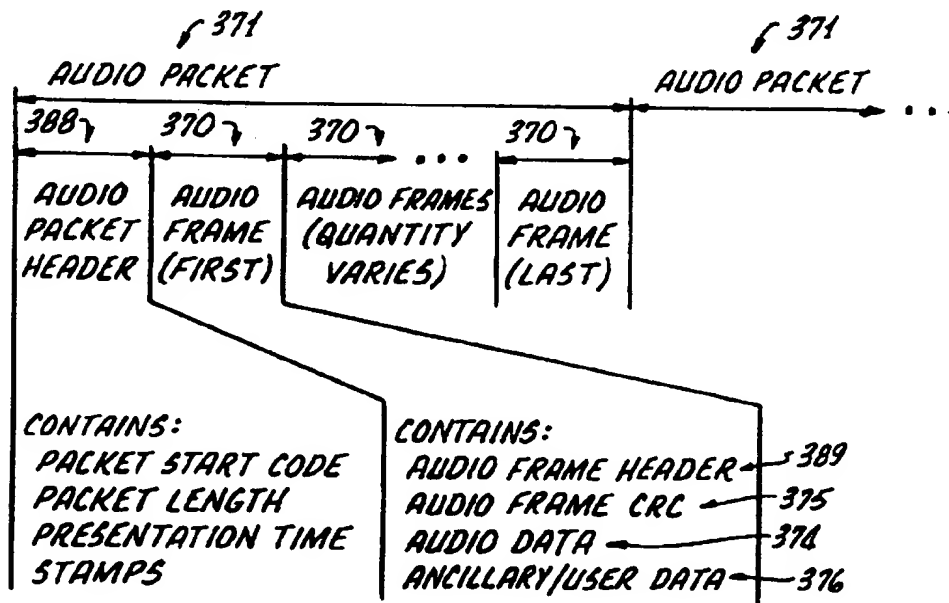 371
371
AUDIO PACKET
AUDIO PACKET
...
388
370
370
...
370
AUDIO
PACKET
HEADER
AUDIO
FRAME
(FIRST)
AUDIO FRAMES
(QUANTITY
VARIES)
AUDIO
FRAME
(LAST)
CONTAINS:
PACKET START CODE
PACKET LENGTH
PRESENTATION TIME
STAMPS
CONTAINS:
AUDIO FRAME HEADER 389
AUDIO FRAME CRC 375
AUDIO DATA 374
ANCILLARY/USER DATA 376